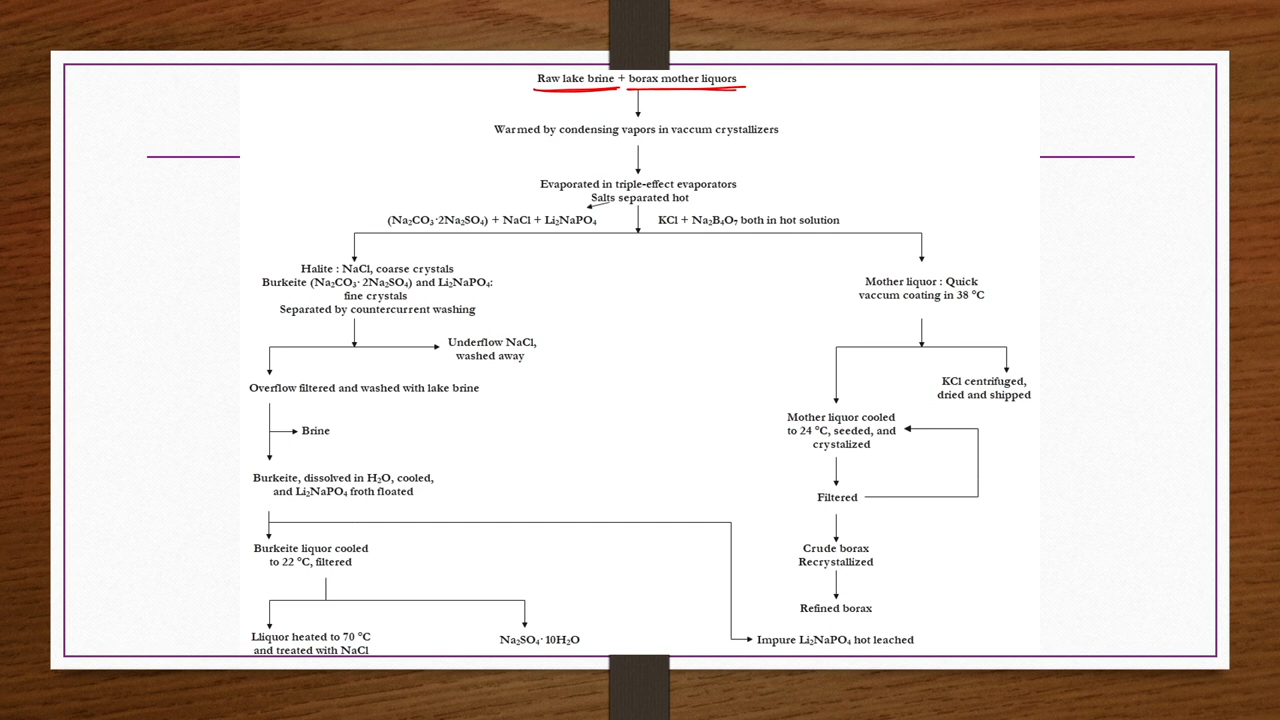 Raw lake brine + borax mother liquors
Warmed by condensing vapors in vaccum crystallizers
Evaporated in triple-effect evaporators
Salts separated hot
(Na₂CO₃·2Na₂SO₄) + NaCl + Li₂NaPO₄
KCl + Na₂B₄O₇ both in hot solution
Halite : NaCl, coarse crystals
Burkeite (Na₂CO₃· 2Na₂SO₄) and Li₂NaPO₄:
fine crystals
Separated by countercurrent washing
Mother liquor : Quick
vaccum coating in 38 °C
Underflow NaCl,
washed away
Overflow filtered and washed with lake brine
KCl centrifuged,
dried and shipped
Brine
Mother liquor cooled
to 24 °C, seeded, and
crystalized
Burkeite, dissolved in H₂O, cooled,
and Li₂NaPO₄ froth floated
Filtered
Burkeite liquor cooled
to 22 °C, filtered
Crude borax
Recrystallized
Refined borax
Lliquor heated to 70 °C
and treated with NaCl
Na₂SO₄· 10H₂O
Impure Li₂NaPO₄ hot leached